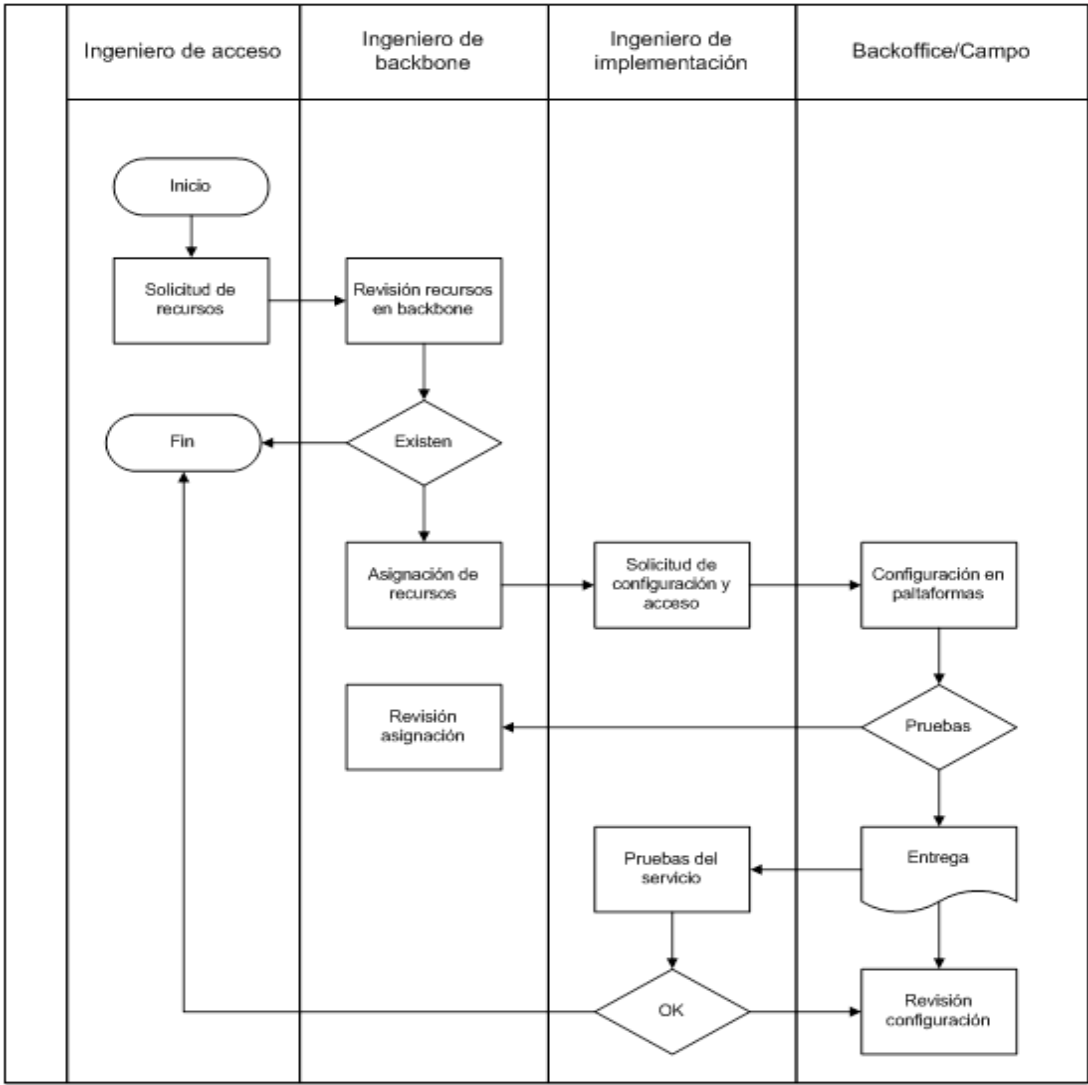 Ingeniero de acceso
Ingeniero de
backbone
Ingeniero de
implementación
Backoffice/Campo
Inicio
Solicitud de
recursos
Revisión recursos
en backbone
Fin
Existen
Asignación de
recursos
Solicitud de
configuración y
acceso
Configuración en
paltaformas
Revisión
asignación
Pruebas
Pruebas del
servicio
Entrega
OK
Revisión
configuración